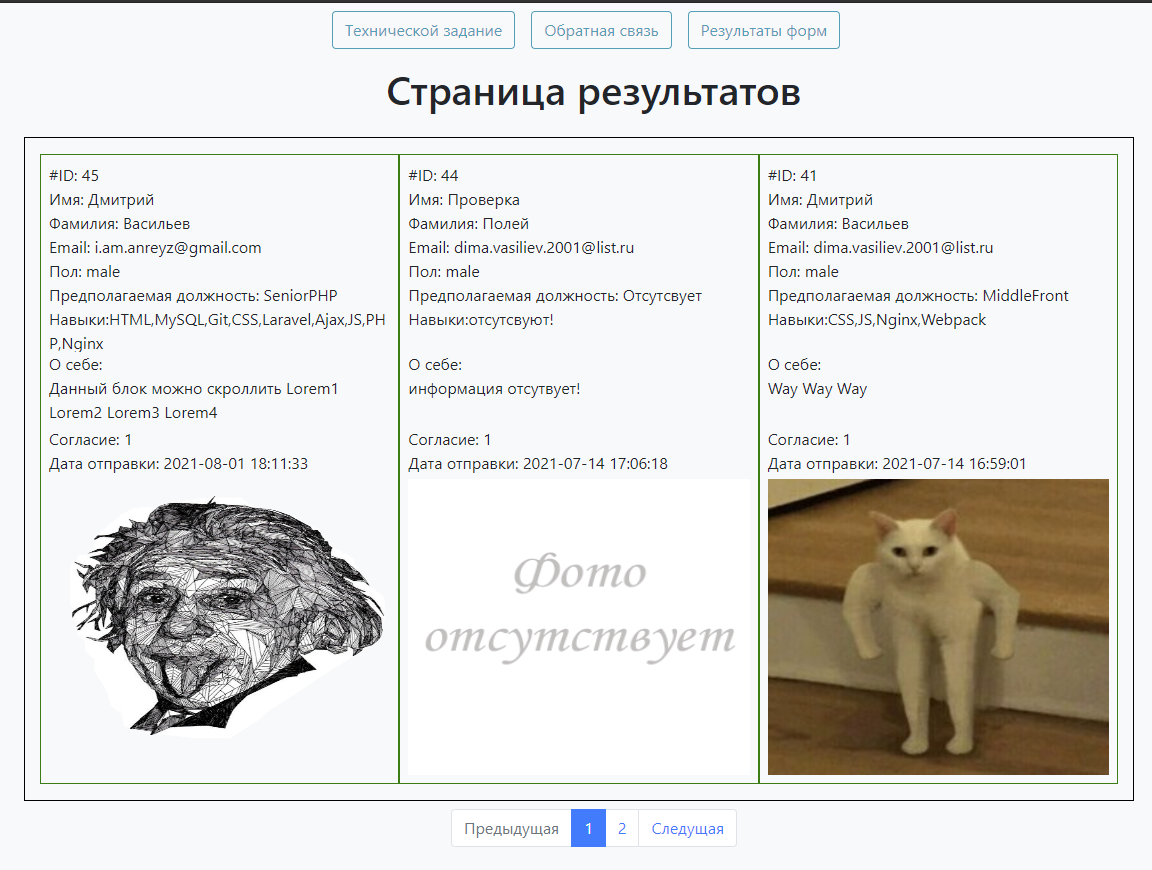 Технической задание
Обратная связь
Результаты форм
Страница результатов
#ID: 45
Имя: Дмитрий
Фамилия: Васильев
Email: i.am.anreyz@gmail.com
Пол: male
Предполагаемая должность: SeniorPHP
Навыки:HTML,MySQL,Git,CSS,Laravel,Ajax,JS,PH
P,Nginx
О себе:
Данный блок можно скроллить Lorem1
Lorem2 Lorem3 Lorem4
Согласие: 1
Дата отправки: 2021-08-01 18:11:33
#ID: 44
Имя: Проверка
Фамилия: Полей
Email: dima.vasiliev.2001@list.ru
Пол: male
Предполагаемая должность: Отсутсвует
Навыки:отсутсвуют!
О себе:
информация отсутвует!
Согласие: 1
Дата отправки: 2021-07-14 17:06:18
Фото
отсутствует
#ID: 41
Имя: Дмитрий
Фамилия: Васильев
Email: dima.vasiliev.2001@list.ru
Пол: male
Предполагаемая должность: MiddleFront
Навыки:CSS,JS,Nginx,Webpack
О себе:
Way Way Way
Согласие: 1
Дата отправки: 2021-07-14 16:59:01
Предыдущая
1
2
Следущая